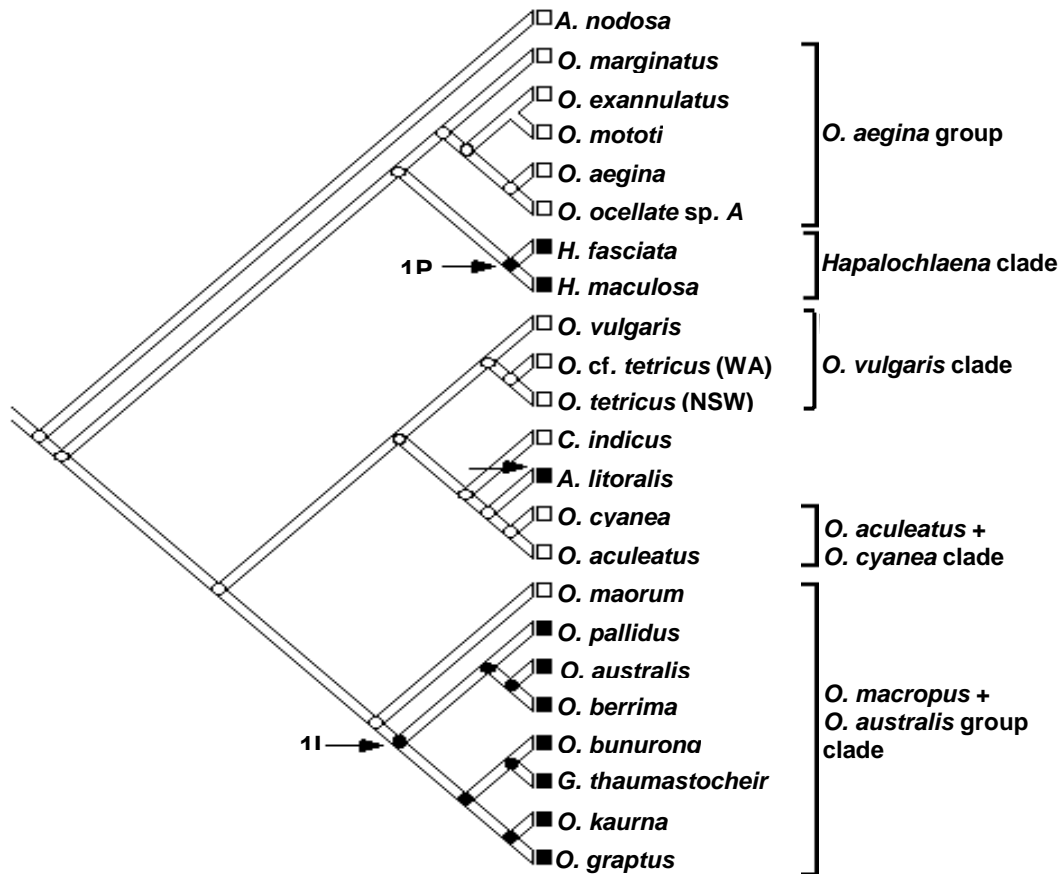 A. nodosa
O. marginatus
O. exannulatus
O. mototi
O. aegina
O. ocellate sp. A
O. aegina group
H. fasciata
H. maculosa
1P
Hapalochlaena clade
O. vulgaris
O. cf. tetricus (WA)
O. tetricus (NSW)
O. vulgaris clade
C. indicus
A. litoralis
O. cyanea
O. aculeatus
O. aculeatus +
O. cyanea clade
O. maorum
O. pallidus
O. australis
O. berrima
1I
O. bunurong
G. thaumastocheir
O. kaurna
O. graptus
O. macropus +
O. australis group
clade